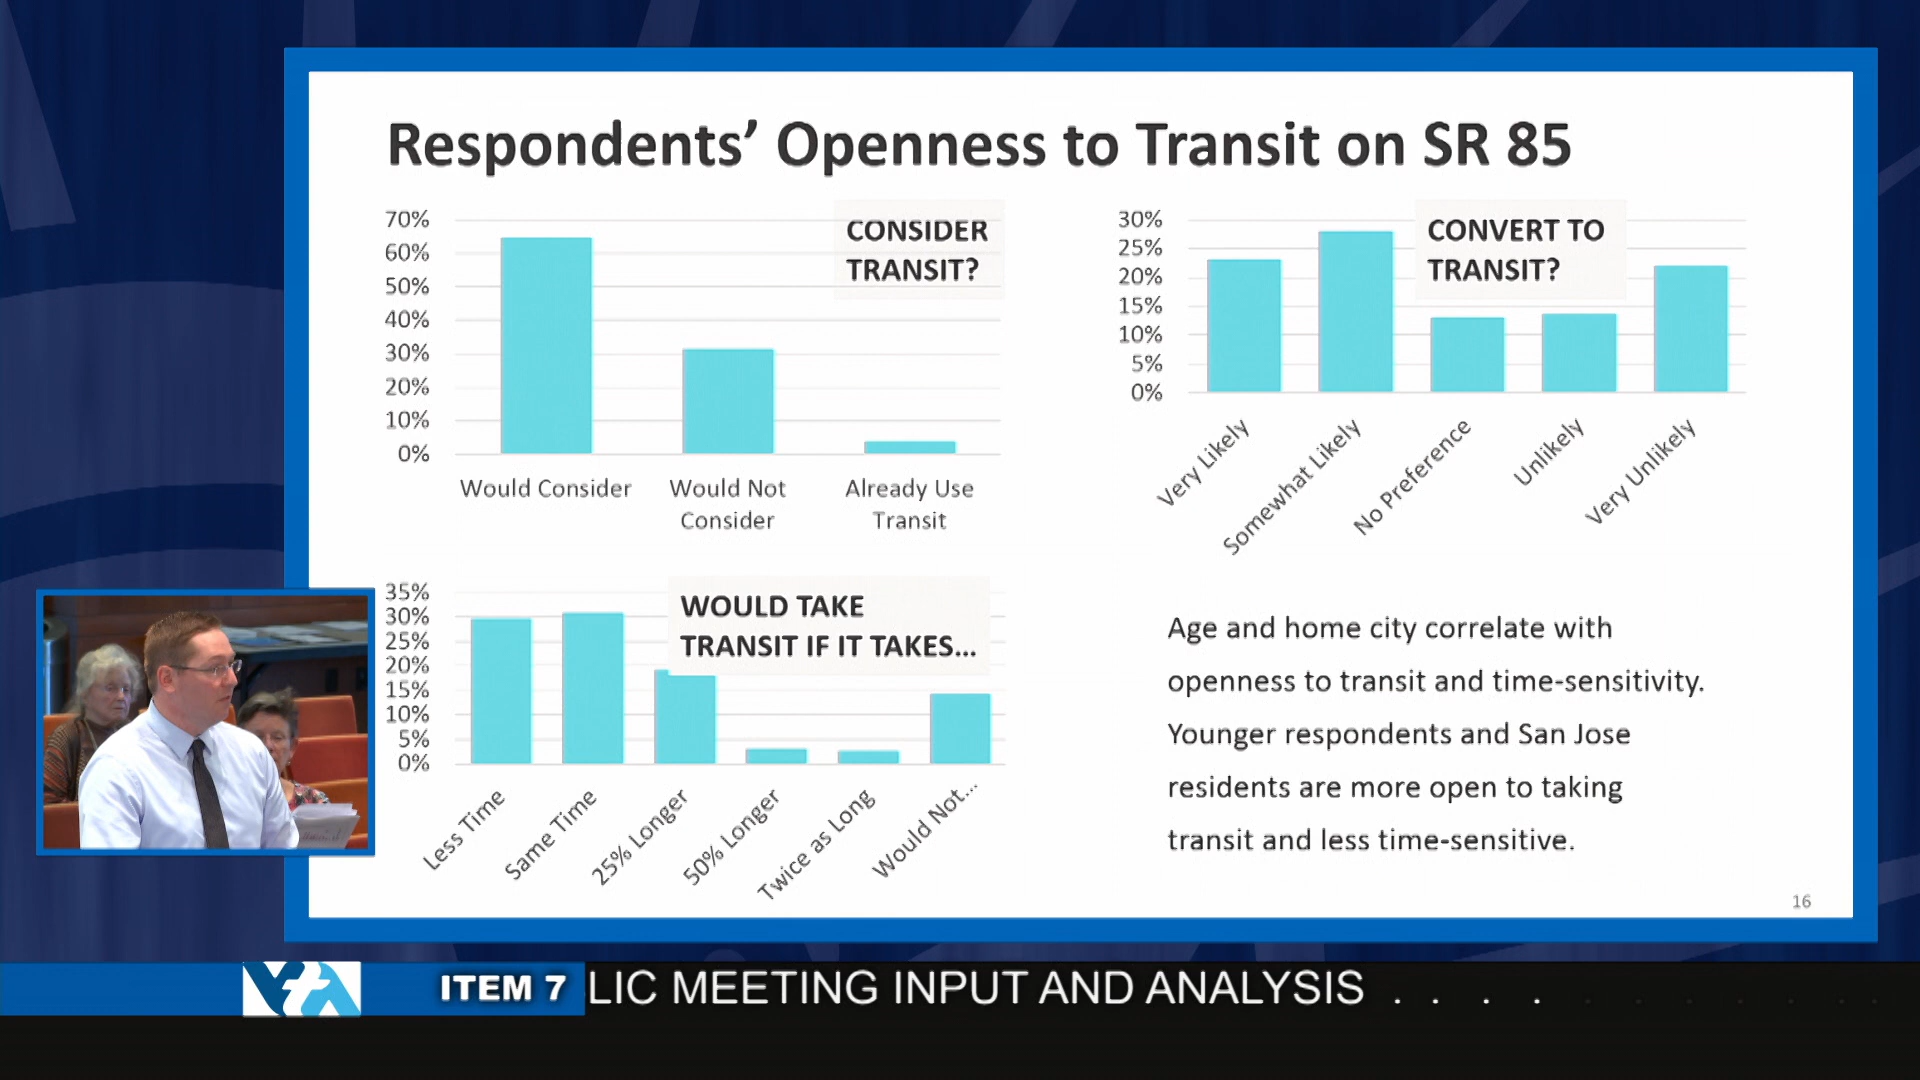 Respondents’ Openness to Transit on SR 85
CONSIDER
TRANSIT?
70%
60%
50%
40%
30%
20%
10%
0%
Would Consider
Would Not
Consider
Already Use
Transit
CONVERT TO
TRANSIT?
30%
25%
20%
15%
10%
5%
0%
Very Likely
Somewhat Likely
No Preference
Unlikely
Very Unlikely
WOULD TAKE
TRANSIT IF IT TAKES...
35%
30%
25%
20%
15%
10%
5%
0%
Less Time
Same Time
25% Longer
50% Longer
Twice as Long
Would Not...
Age and home city correlate with
openness to transit and time-sensitivity.
Younger respondents and San Jose
residents are more open to taking
transit and less time-sensitive.
16
VTA
ITEM 7
LIC MEETING INPUT AND ANALYSIS . . . .